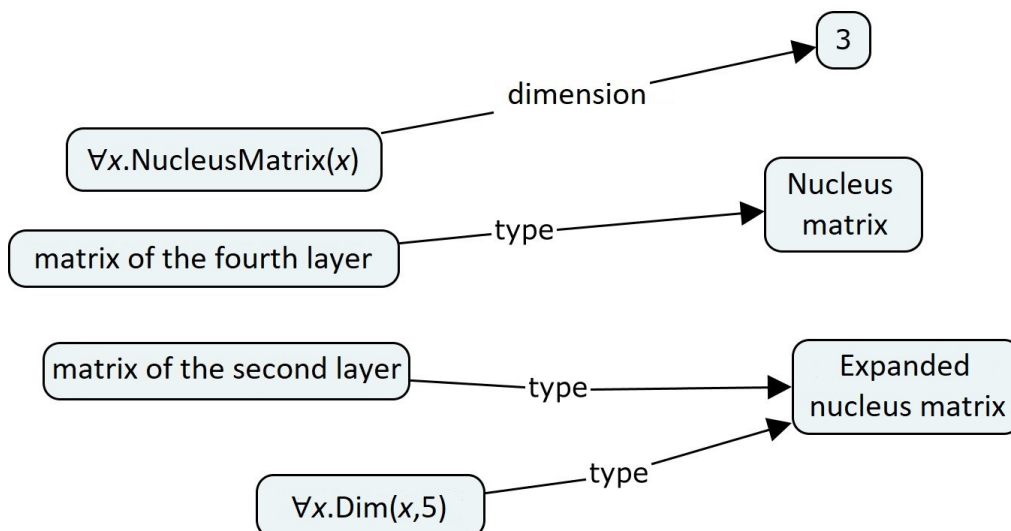 3
dimension
∀x.NucleusMatrix(x)
Nucleus
matrix
type
matrix of the fourth layer
matrix of the second layer
type
Expanded
nucleus matrix
type
∀x.Dim(x,5)